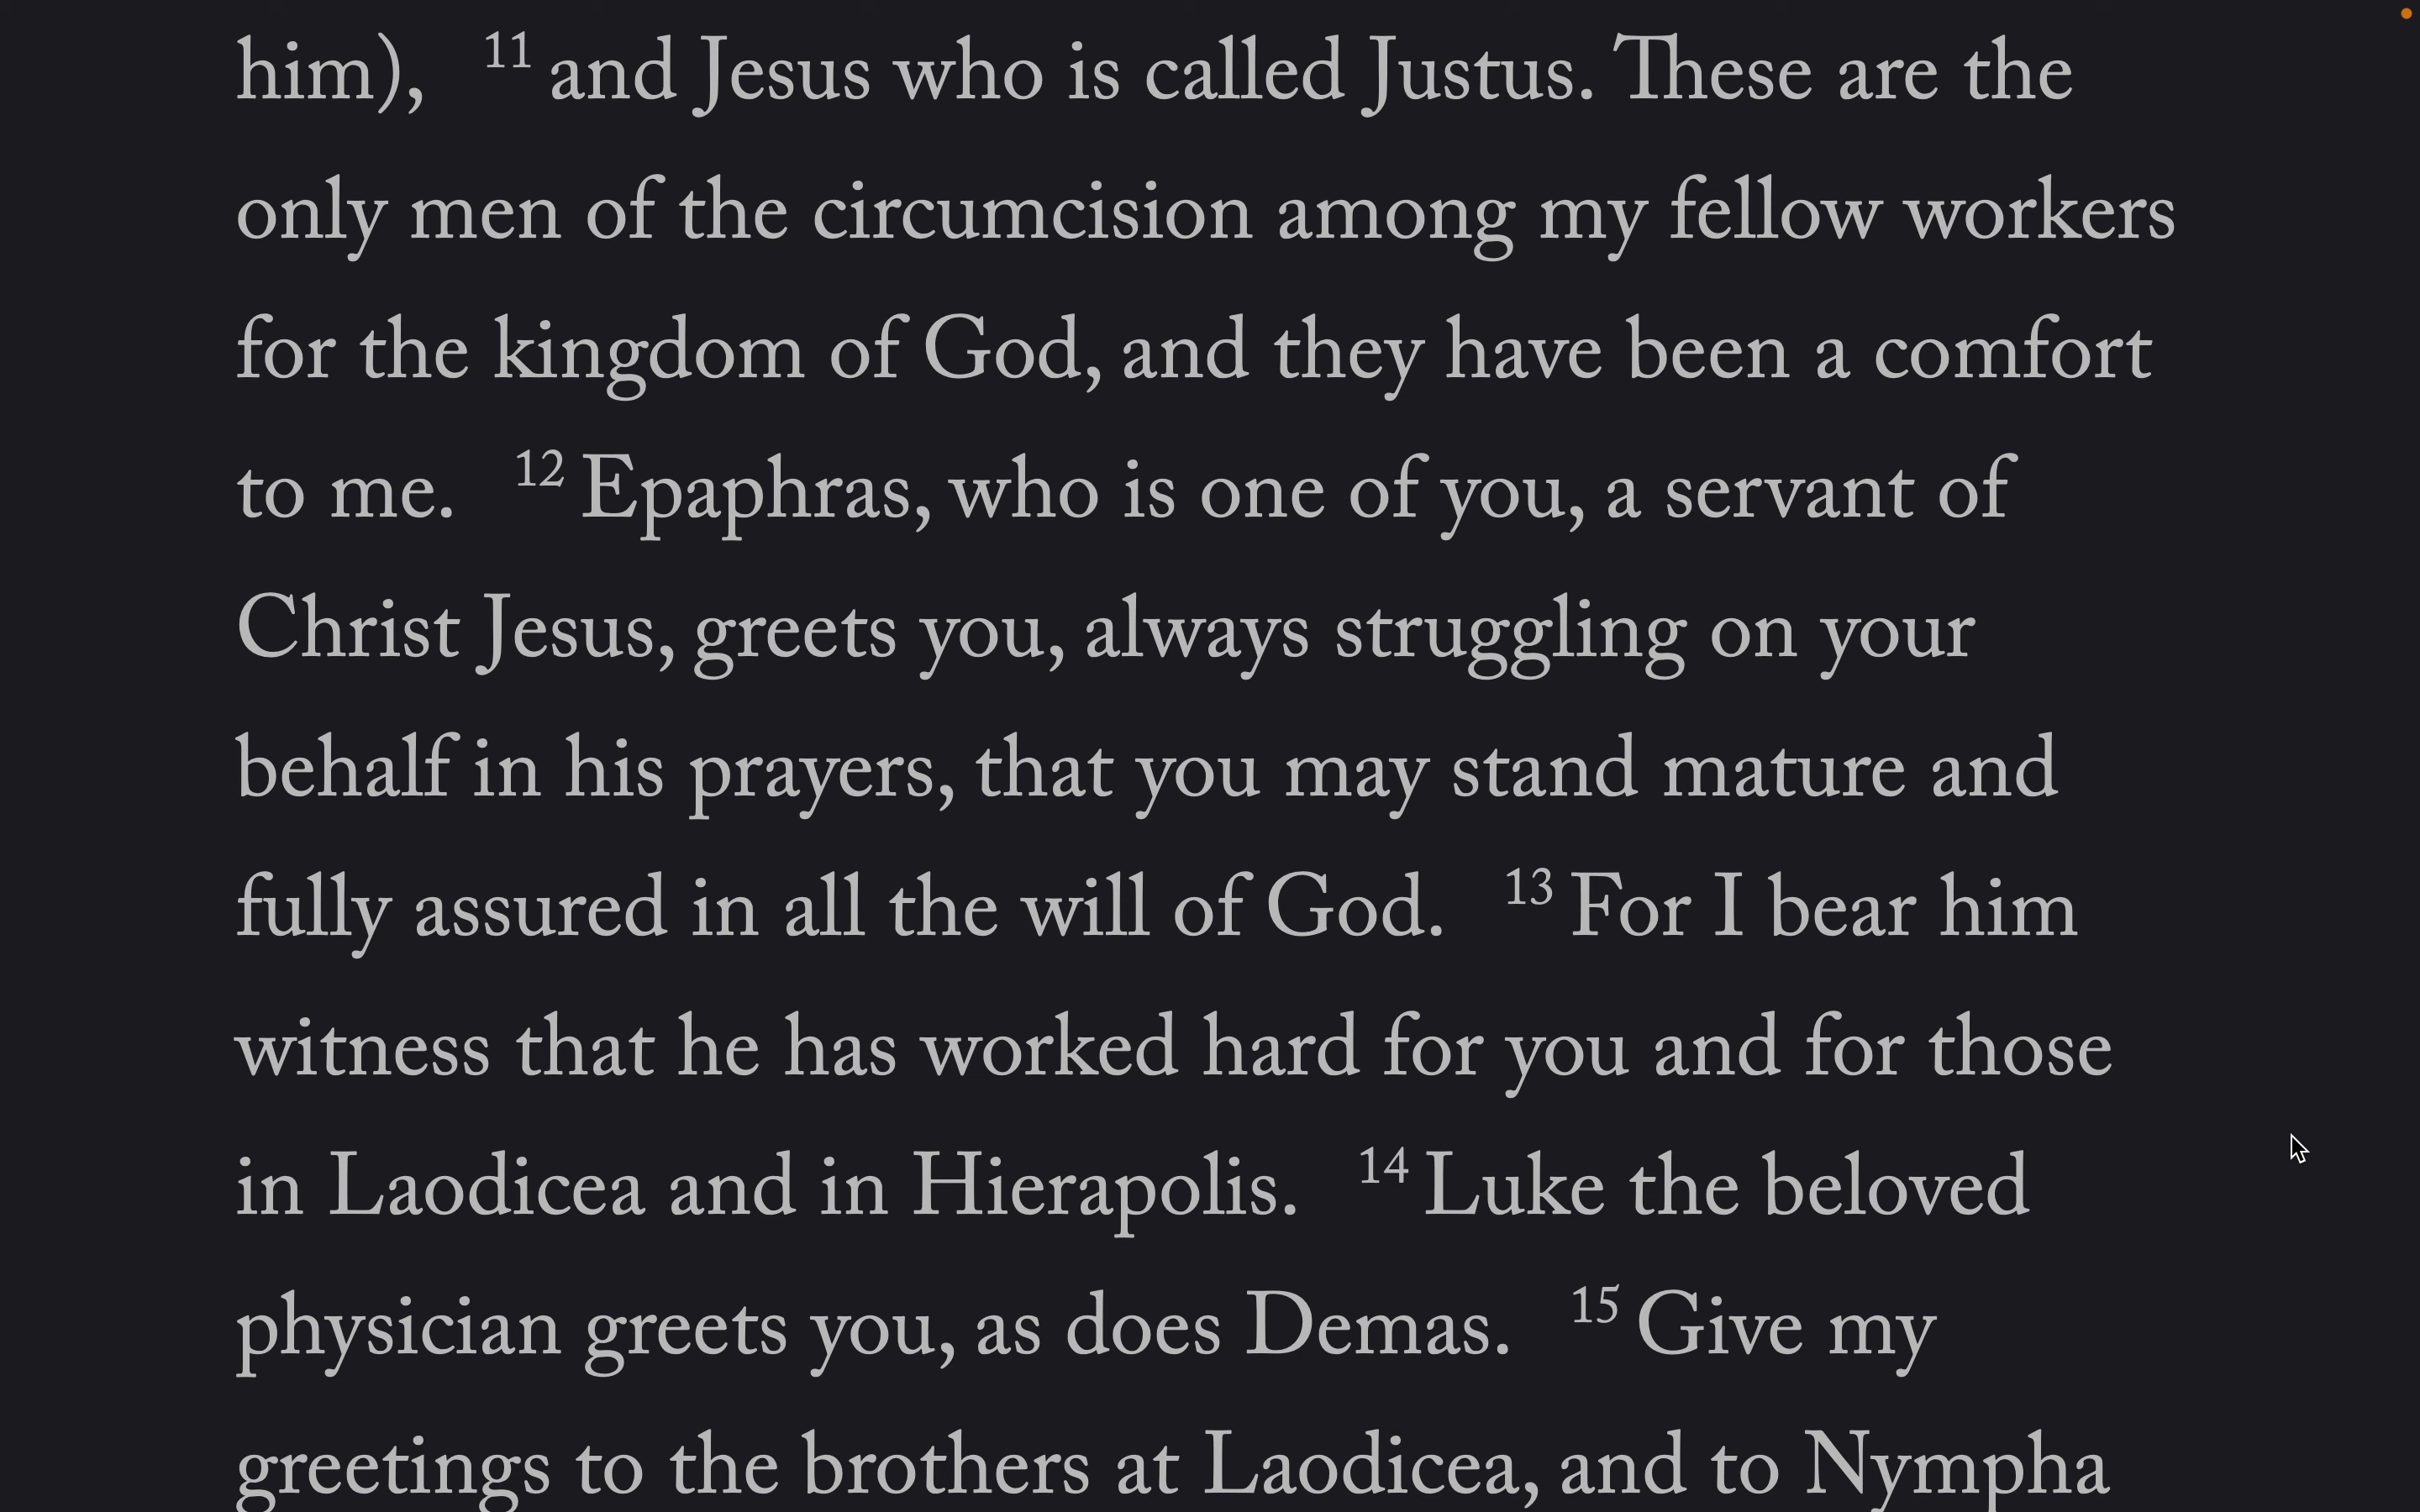 him), 11 and Jesus who is called Justus. These are the
only men of the circumcision among my fellow workers
for the kingdom of God, and they have been a comfort
to me. 12 Epaphras, who is one of you, a servant of
Christ Jesus, greets you, always struggling on your
behalf in his prayers, that you may stand mature and
fully assured in all the will of God. 13 For I bear him
witness that he has worked hard for you and for those
in Laodicea and in Hierapolis. 14 Luke the beloved
physician greets you, as does Demas. 15 Give my
greetings to the brothers at Laodicea, and to Nympha